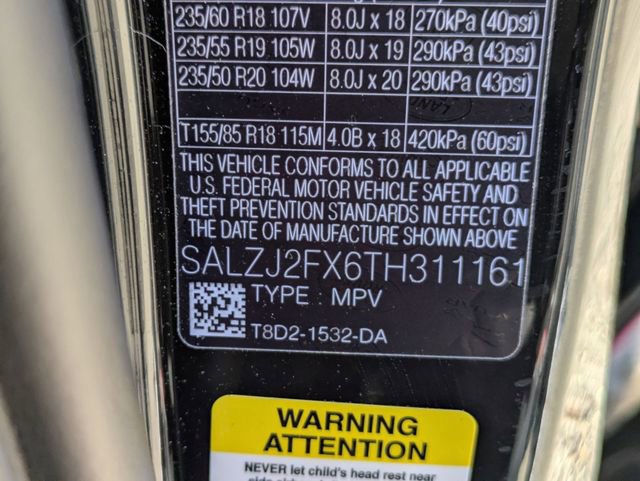 235/60 R18 107V 8.0J x 18 270kPa (40psi)
235/55 R19 105W 8.0J x 19 290kPa (43psi)
235/50 R20 104W 8.0J x 20 290kPa (43psi)
T155/85 R18 115M 4.0B x 18 420kPa (60psi)
THIS VEHICLE CONFORMS TO ALL APPLICABLE
U.S. FEDERAL MOTOR VEHICLE SAFETY AND
THEFT PREVENTION STANDARDS IN EFFECT ON
THE DATE OF MANUFACTURE SHOWN ABOVE
SALZJ2FX6TH311161
TYPE : MPV
T8D2-1532-DA
WARNING
ATTENTION
NEVER let child's head rest near